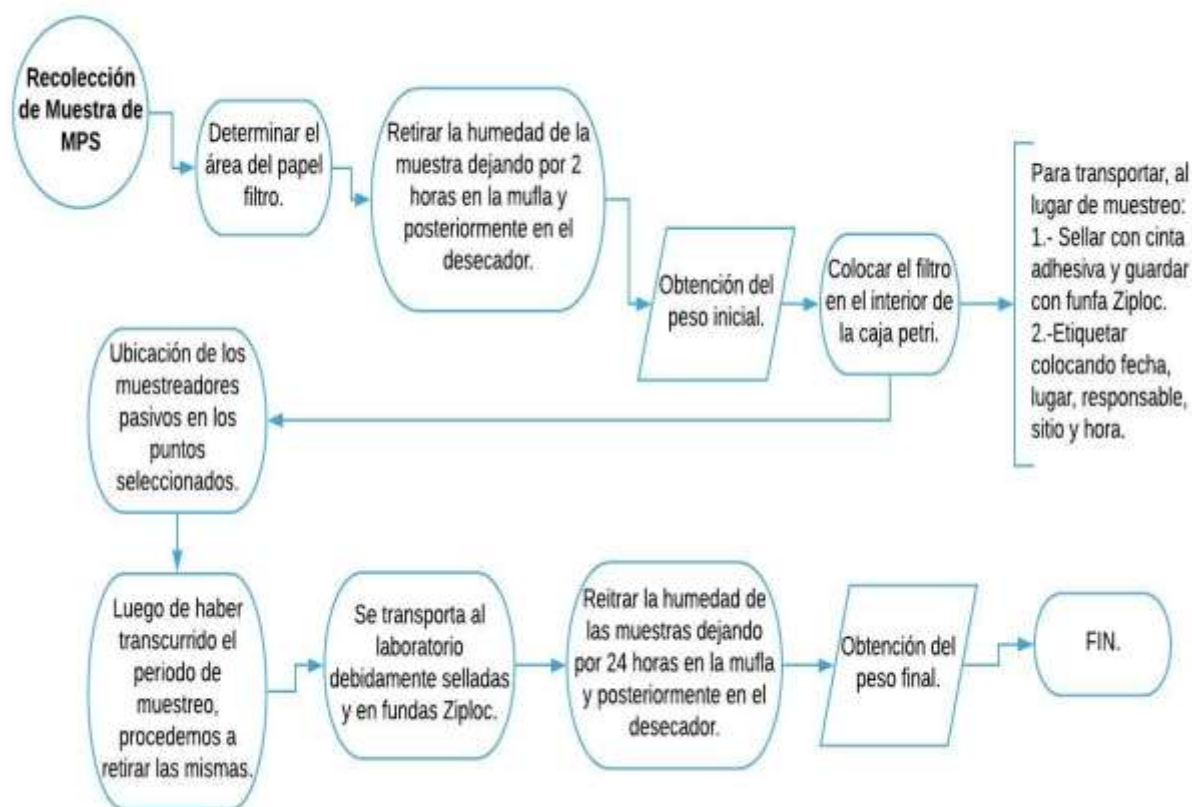 Recolección
de Muestra de
MPS
Determinar el
área del papel
filtro.
Retirar la humedad de la
muestra dejando por 2
horas en la mufla y
posteriormente en el
desecador.
Obtención del
peso inicial.
Colocar el filtro
en el interior de
la caja petri.
Para transportar, al
lugar de muestreo:
1.- Sellar con cinta
adhesiva y guardar
con funfa Ziploc.
2.-Etiquetar
colocando fecha,
lugar, responsable,
sitio y hora.
Ubicación de los
muestreadores
pasivos en los
puntos
seleccionados.
Luego de haber
transcurrido el
periodo de
muestreo,
procedemos a
retirar las mismas.
Se transporta al
laboratorio
debidamente selladas
y en fundas Ziploc.
Reitrar la humedad de
las muestras dejando
por 24 horas en la mufla
y posteriormente en el
desecador.
Obtención del
peso final.
FIN.